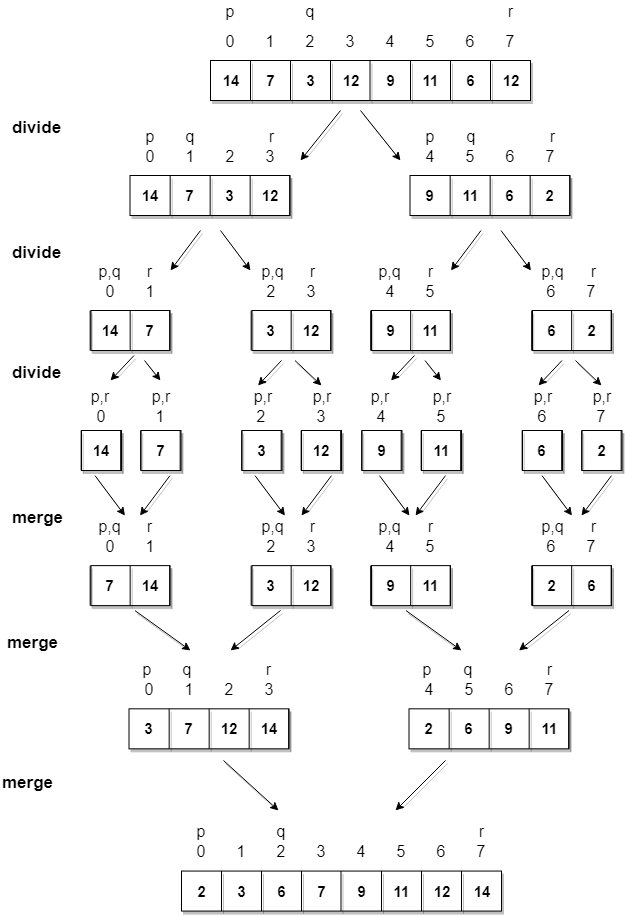 p q r
0 1 2 3 4 5 6 7
14 7 3 12 9 11 6 12
divide
p q r p q r
0 1 2 3 4 5 6 7
14 7 3 12 9 11 6 2
divide
p,q r p,q r p,q r p,q r
0 1 2 3 4 5 6 7
14 7 3 12 9 11 6 2
divide
p,r p,r p,r p,r p,r p,r p,r p,r
0 1 2 3 4 5 6 7
14 7 3 12 9 11 6 2
merge
p,q r p,q r p,q r p,q r
0 1 2 3 4 5 6 7
7 14 3 12 9 11 2 6
merge
p q r p q r
0 1 2 3 4 5 6 7
3 7 12 14 2 6 9 11
merge
p q r
0 1 2 3 4 5 6 7
2 3 6 7 9 11 12 14